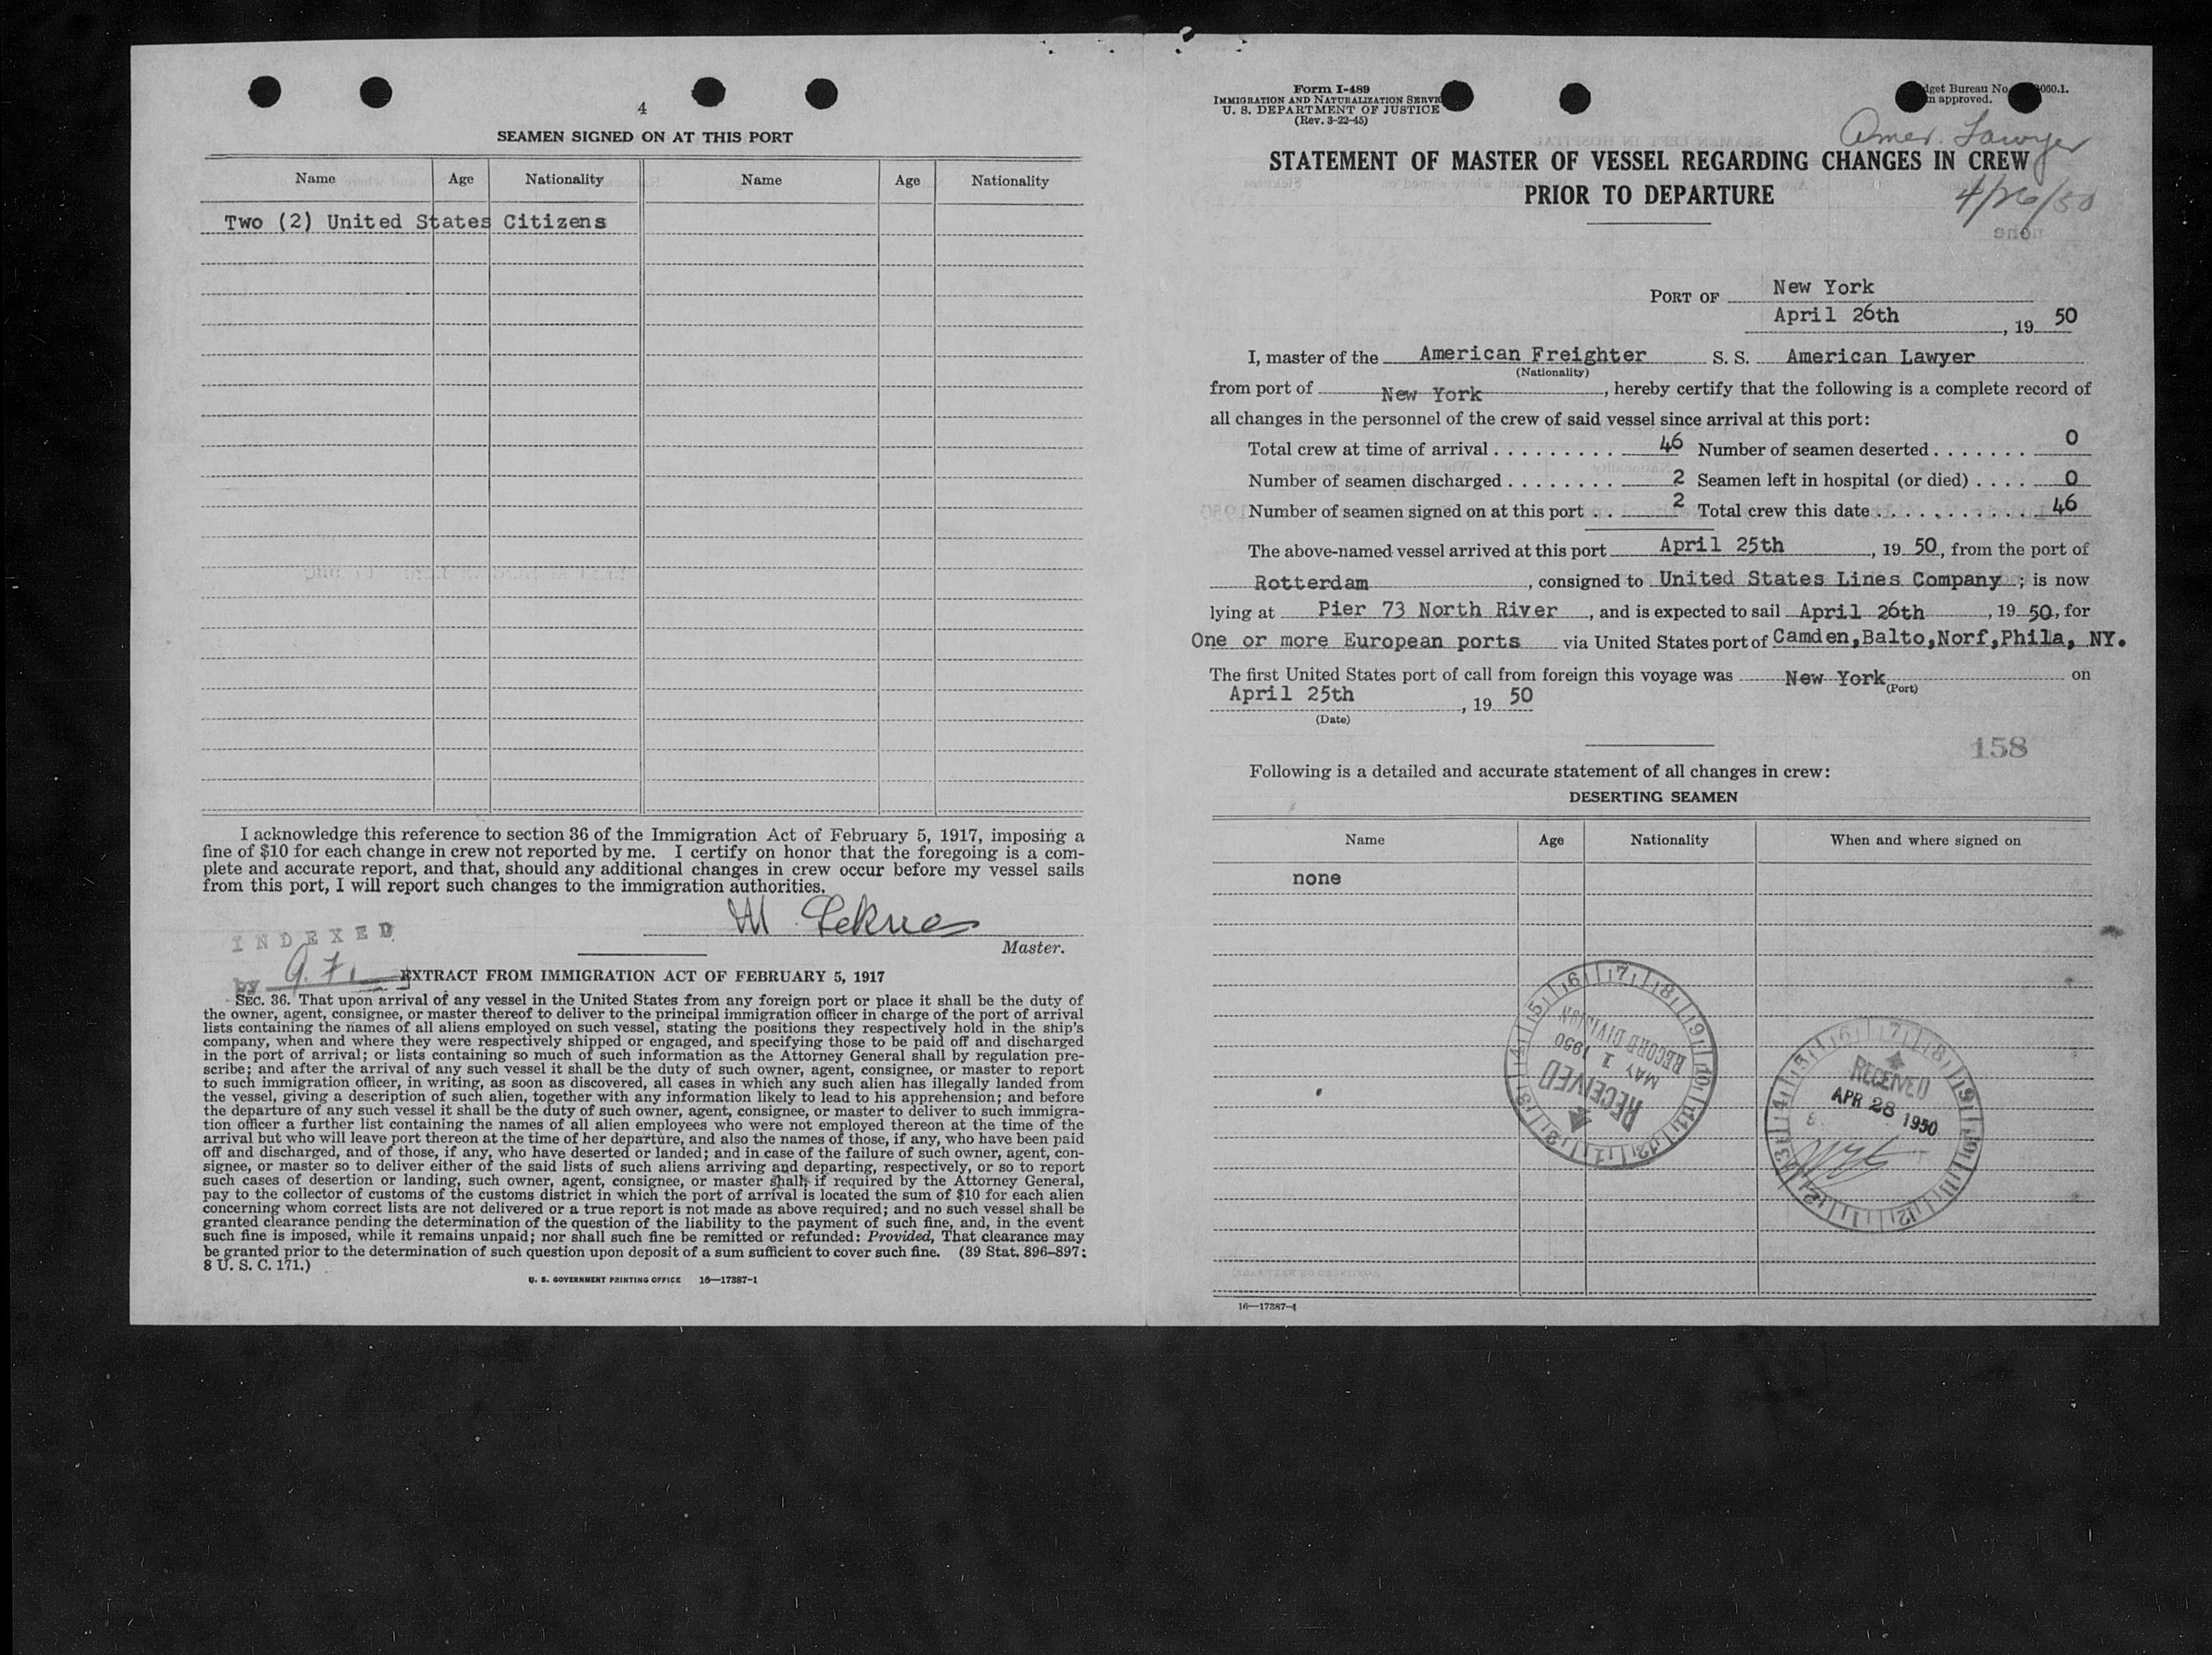 4
SEAMEN SIGNED ON AT THIS PORT
Name Age Nationality Name Age Nationality
Two (2) United States Citizens
I acknowledge this reference to section 36 of the Immigration Act of February 5, 1917, imposing a
fine of $10 for each change in crew not reported by me. I certify on honor that the foregoing is a com-
plete and accurate report, and that, should any additional changes in crew occur before my vessel sails
from this port, I will report such changes to the immigration authorities.
Master.
INDEXED
by
EXTRACT FROM IMMIGRATION ACT OF FEBRUARY 5, 1917
SEC. 36. That upon arrival of any vessel in the United States from any foreign port or place it shall be the duty of
the owner, agent, consignee, or master thereof to deliver to the principal immigration officer in charge of the port of arrival
lists containing the names of all aliens employed on such vessel, stating the positions they respectively hold in the ship's
company, when and where they were respectively shipped or engaged, and specifying those to be paid off and discharged
in the port of arrival; or lists containing so much of such information as the Attorney General shall by regulation pre-
scribe; and after the arrival of any such vessel it shall be the duty of such owner, agent, consignee, or master to report
to such immigration officer, in writing, as soon as discovered, all cases in which any such alien has illegally landed from
the vessel, giving a description of such alien, together with any information likely to lead to his apprehension; and before
the departure of any such vessel it shall be the duty of such owner, agent, consignee, or master to deliver to such immigra-
tion officer a further list containing the names of all alien employees who were not employed thereon at the time of the
arrival but who will leave port thereon at the time of her departure, and also the names of those, if any, who have been paid
off and discharged, and of those, if any, who have deserted or landed; and in case of the failure of such owner, agent, con-
signee, or master so to deliver either of the said lists of such aliens arriving and departing, respectively, or so to report
such cases of desertion or landing, such owner, agent, consignee, or master shall, if required by the Attorney General,
pay to the collector of customs of the customs district in which the port of arrival is located the sum of $10 for each alien
concerning whom correct lists are not delivered or a true report is not made as above required; and no such vessel shall be
granted clearance pending the determination of the question of the liability to the payment of such fine, and, in the event
such fine is imposed, while it remains unpaid; nor shall such fine be remitted or refunded: Provided, That clearance may
be granted prior to the determination of such question upon deposit of a sum sufficient to cover such fine. (39 Stat. 896–897;
8 U. S. C. 171.)
U. S. GOVERNMENT PRINTING OFFICE 16—17387-1
Form I-489
IMMIGRATION AND NATURALIZATION SERVIC
U. S. DEPARTMENT OF JUSTICE
(Rev. 3-22-45)
dget Bureau No. 060.1.
approved.
Amer. Lawyer
STATEMENT OF MASTER OF VESSEL REGARDING CHANGES IN CREW
PRIOR TO DEPARTURE
4/26/50
PORT OF New York
April 26th, 19 50
I, master of the American Freighter S. S. American Lawyer
(Nationality)
from port of New York, hereby certify that the following is a complete record of
all changes in the personnel of the crew of said vessel since arrival at this port:
Total crew at time of arrival . . . . . . . . . 46 Number of seamen deserted . . . . . . . 0
Number of seamen discharged . . . . . . . . 2 Seamen left in hospital (or died) . . . . 0
Number of seamen signed on at this port . . 2 Total crew this date . . . . . . . . . . . . 46
The above-named vessel arrived at this port April 25th, 19 50, from the port of
Rotterdam, consigned to United States Lines Company; is now
lying at Pier 73 North River, and is expected to sail April 26th, 19 50, for
One or more European ports via United States port of Camden,Balto,Norf,Phila, NY.
The first United States port of call from foreign this voyage was New York on
(Port)
April 25th, 19 50
(Date)
158
Following is a detailed and accurate statement of all changes in crew:
DESERTING SEAMEN
Name Age Nationality When and where signed on
none
RECEIVED
MAY 1 1950
RECORD DIVISION
RECEIVED
APR 28 1950
16—17387-4